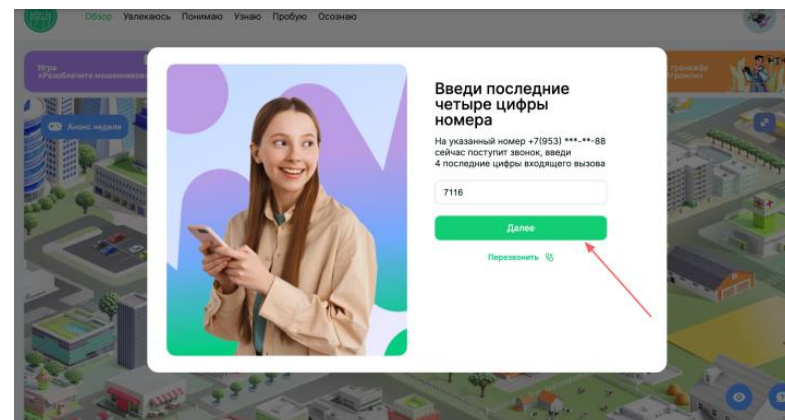 Обзор Увлекаюсь Понимаю Узнаю Пробую Осознаю
Игра
«Разоблачите мошенников»
тренажёр
Анонс недели
Введи последние
четыре цифры
номера
На указанный номер +7(953) ***-**-88
сейчас поступит звонок, введи
4 последние цифры входящего вызова
7116
Далее
Перезвонить